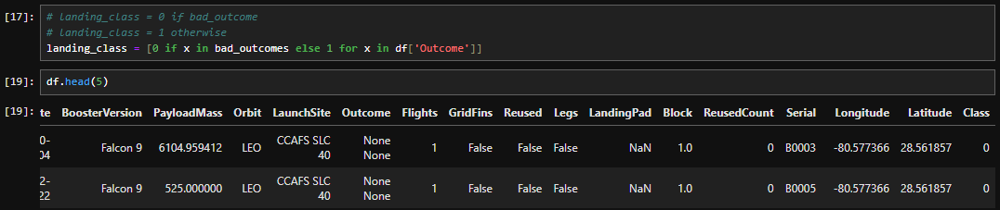 [17]: # landing_class = 0 if bad_outcome
# landing_class = 1 otherwise
landing_class = [0 if x in bad_outcomes else 1 for x in df['Outcome']]
[19]: df.head(5)
[19]: te BoosterVersion PayloadMass Orbit LaunchSite Outcome Flights GridFins Reused Legs LandingPad Block ReusedCount Serial Longitude Latitude Class
0-
04 Falcon 9 6104.959412 LEO CCAFS SLC
40 None
None 1 False False False NaN 1.0 0 B0003 -80.577366 28.561857 0
2-
22 Falcon 9 525.000000 LEO CCAFS SLC
40 None
None 1 False False False NaN 1.0 0 B0005 -80.577366 28.561857 0